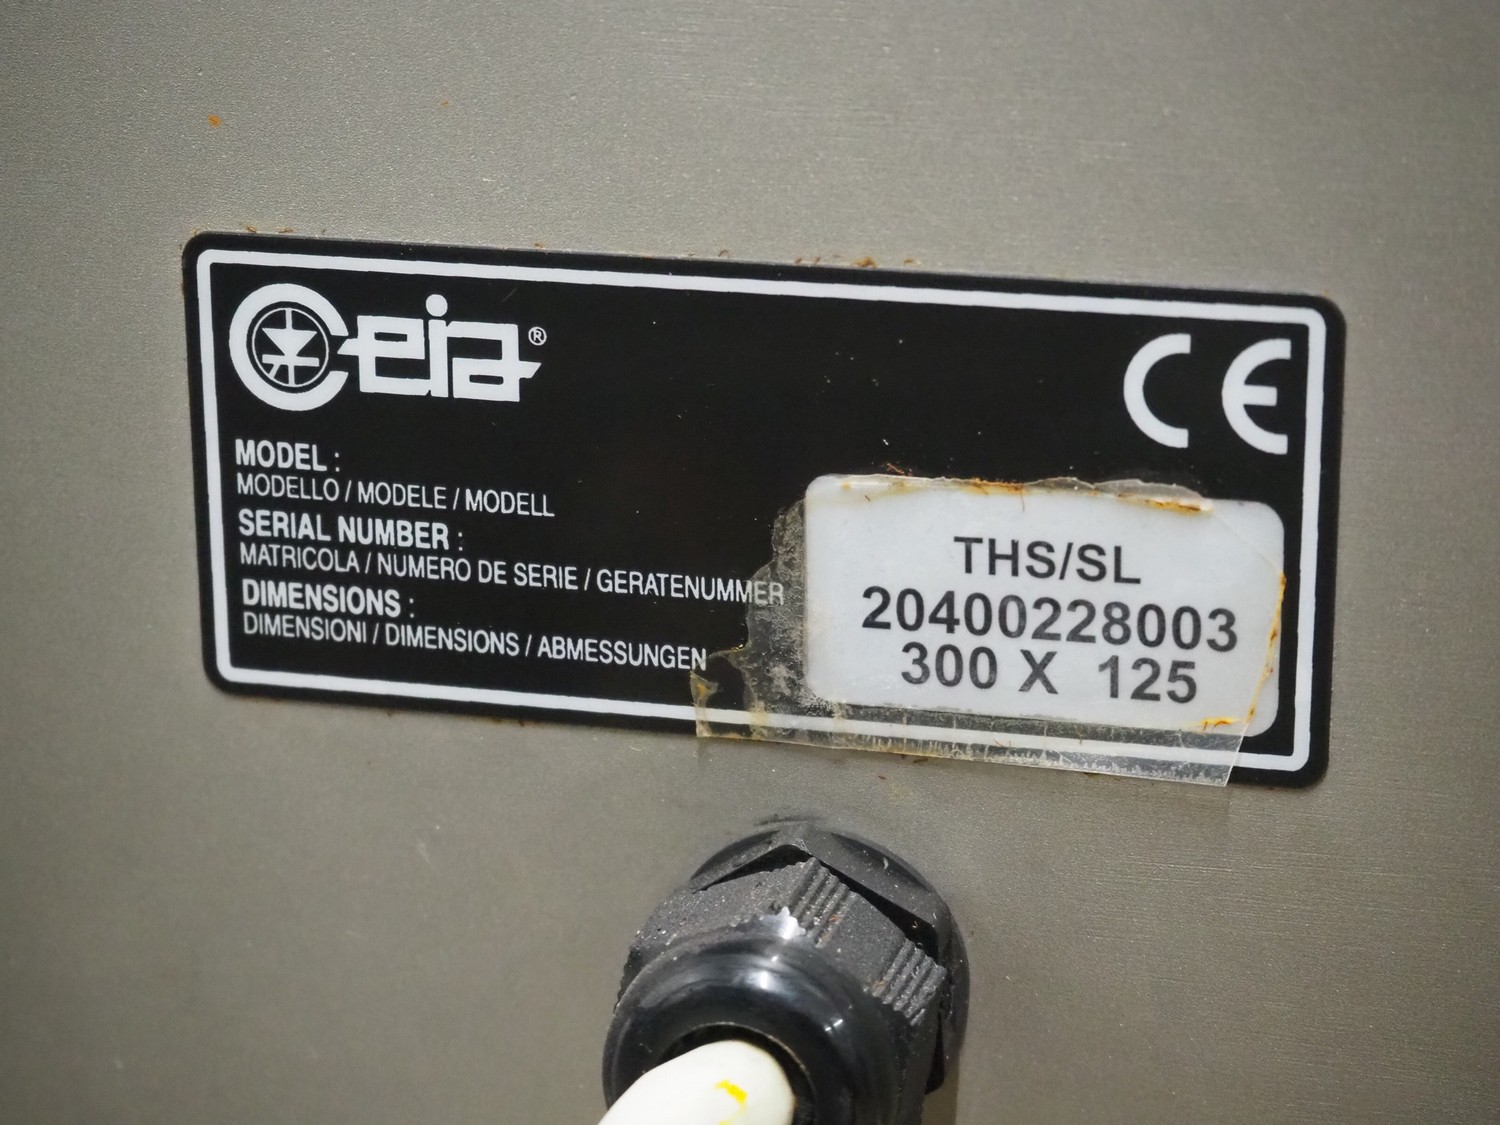 ceia®
CE
MODEL :
MODELLO / MODELE / MODELL
SERIAL NUMBER :
MATRICOLA / NUMERO DE SERIE / GERATENUMMER
DIMENSIONS :
DIMENSIONI / DIMENSIONS / ABMESSUNGEN
THS/SL
20400228003
300 X 125